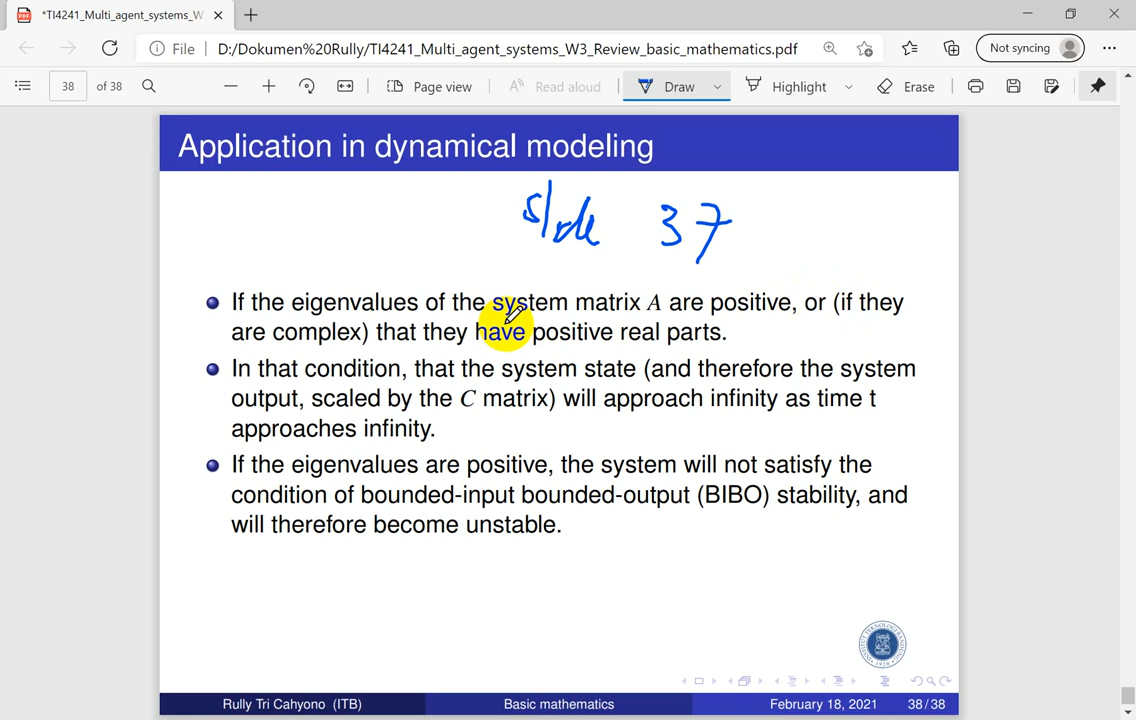 *TI4241_Multi_agent_systems_W
File D:/Dokumen%20Rully/TI4241_Multi_agent_systems_W3_Review_basic_mathematics.pdf Not syncing
38 of 38 Page view Read aloud Draw Highlight Erase
Application in dynamical modeling
slide 37
If the eigenvalues of the system matrix A are positive, or (if they
are complex) that they have positive real parts.
In that condition, that the system state (and therefore the system
output, scaled by the C matrix) will approach infinity as time t
approaches infinity.
If the eigenvalues are positive, the system will not satisfy the
condition of bounded-input bounded-output (BIBO) stability, and
will therefore become unstable.
Rully Tri Cahyono (ITB) Basic mathematics February 18, 2021 38/38